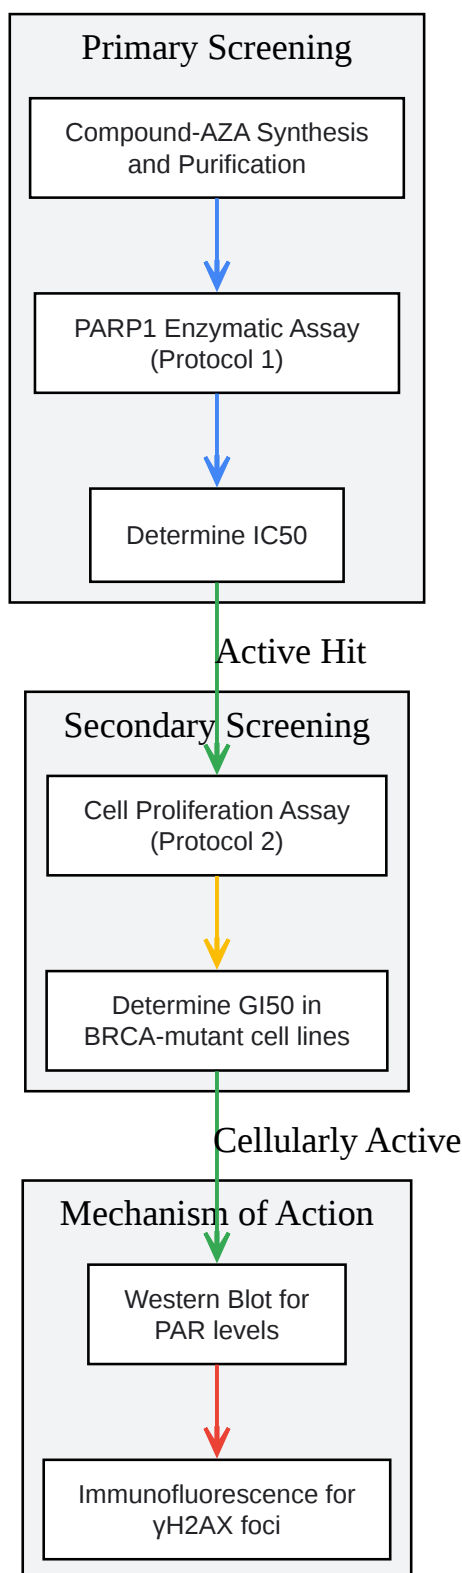 Primary Screening
Compound-AZA Synthesis
and Purification
PARP1 Enzymatic Assay
(Protocol 1)
Determine IC50
Active Hit
Secondary Screening
Cell Proliferation Assay
(Protocol 2)
Determine GI50 in
BRCA-mutant cell lines
Cellularly Active
Mechanism of Action
Western Blot for
PAR levels
Immunofluorescence for
γH2AX foci